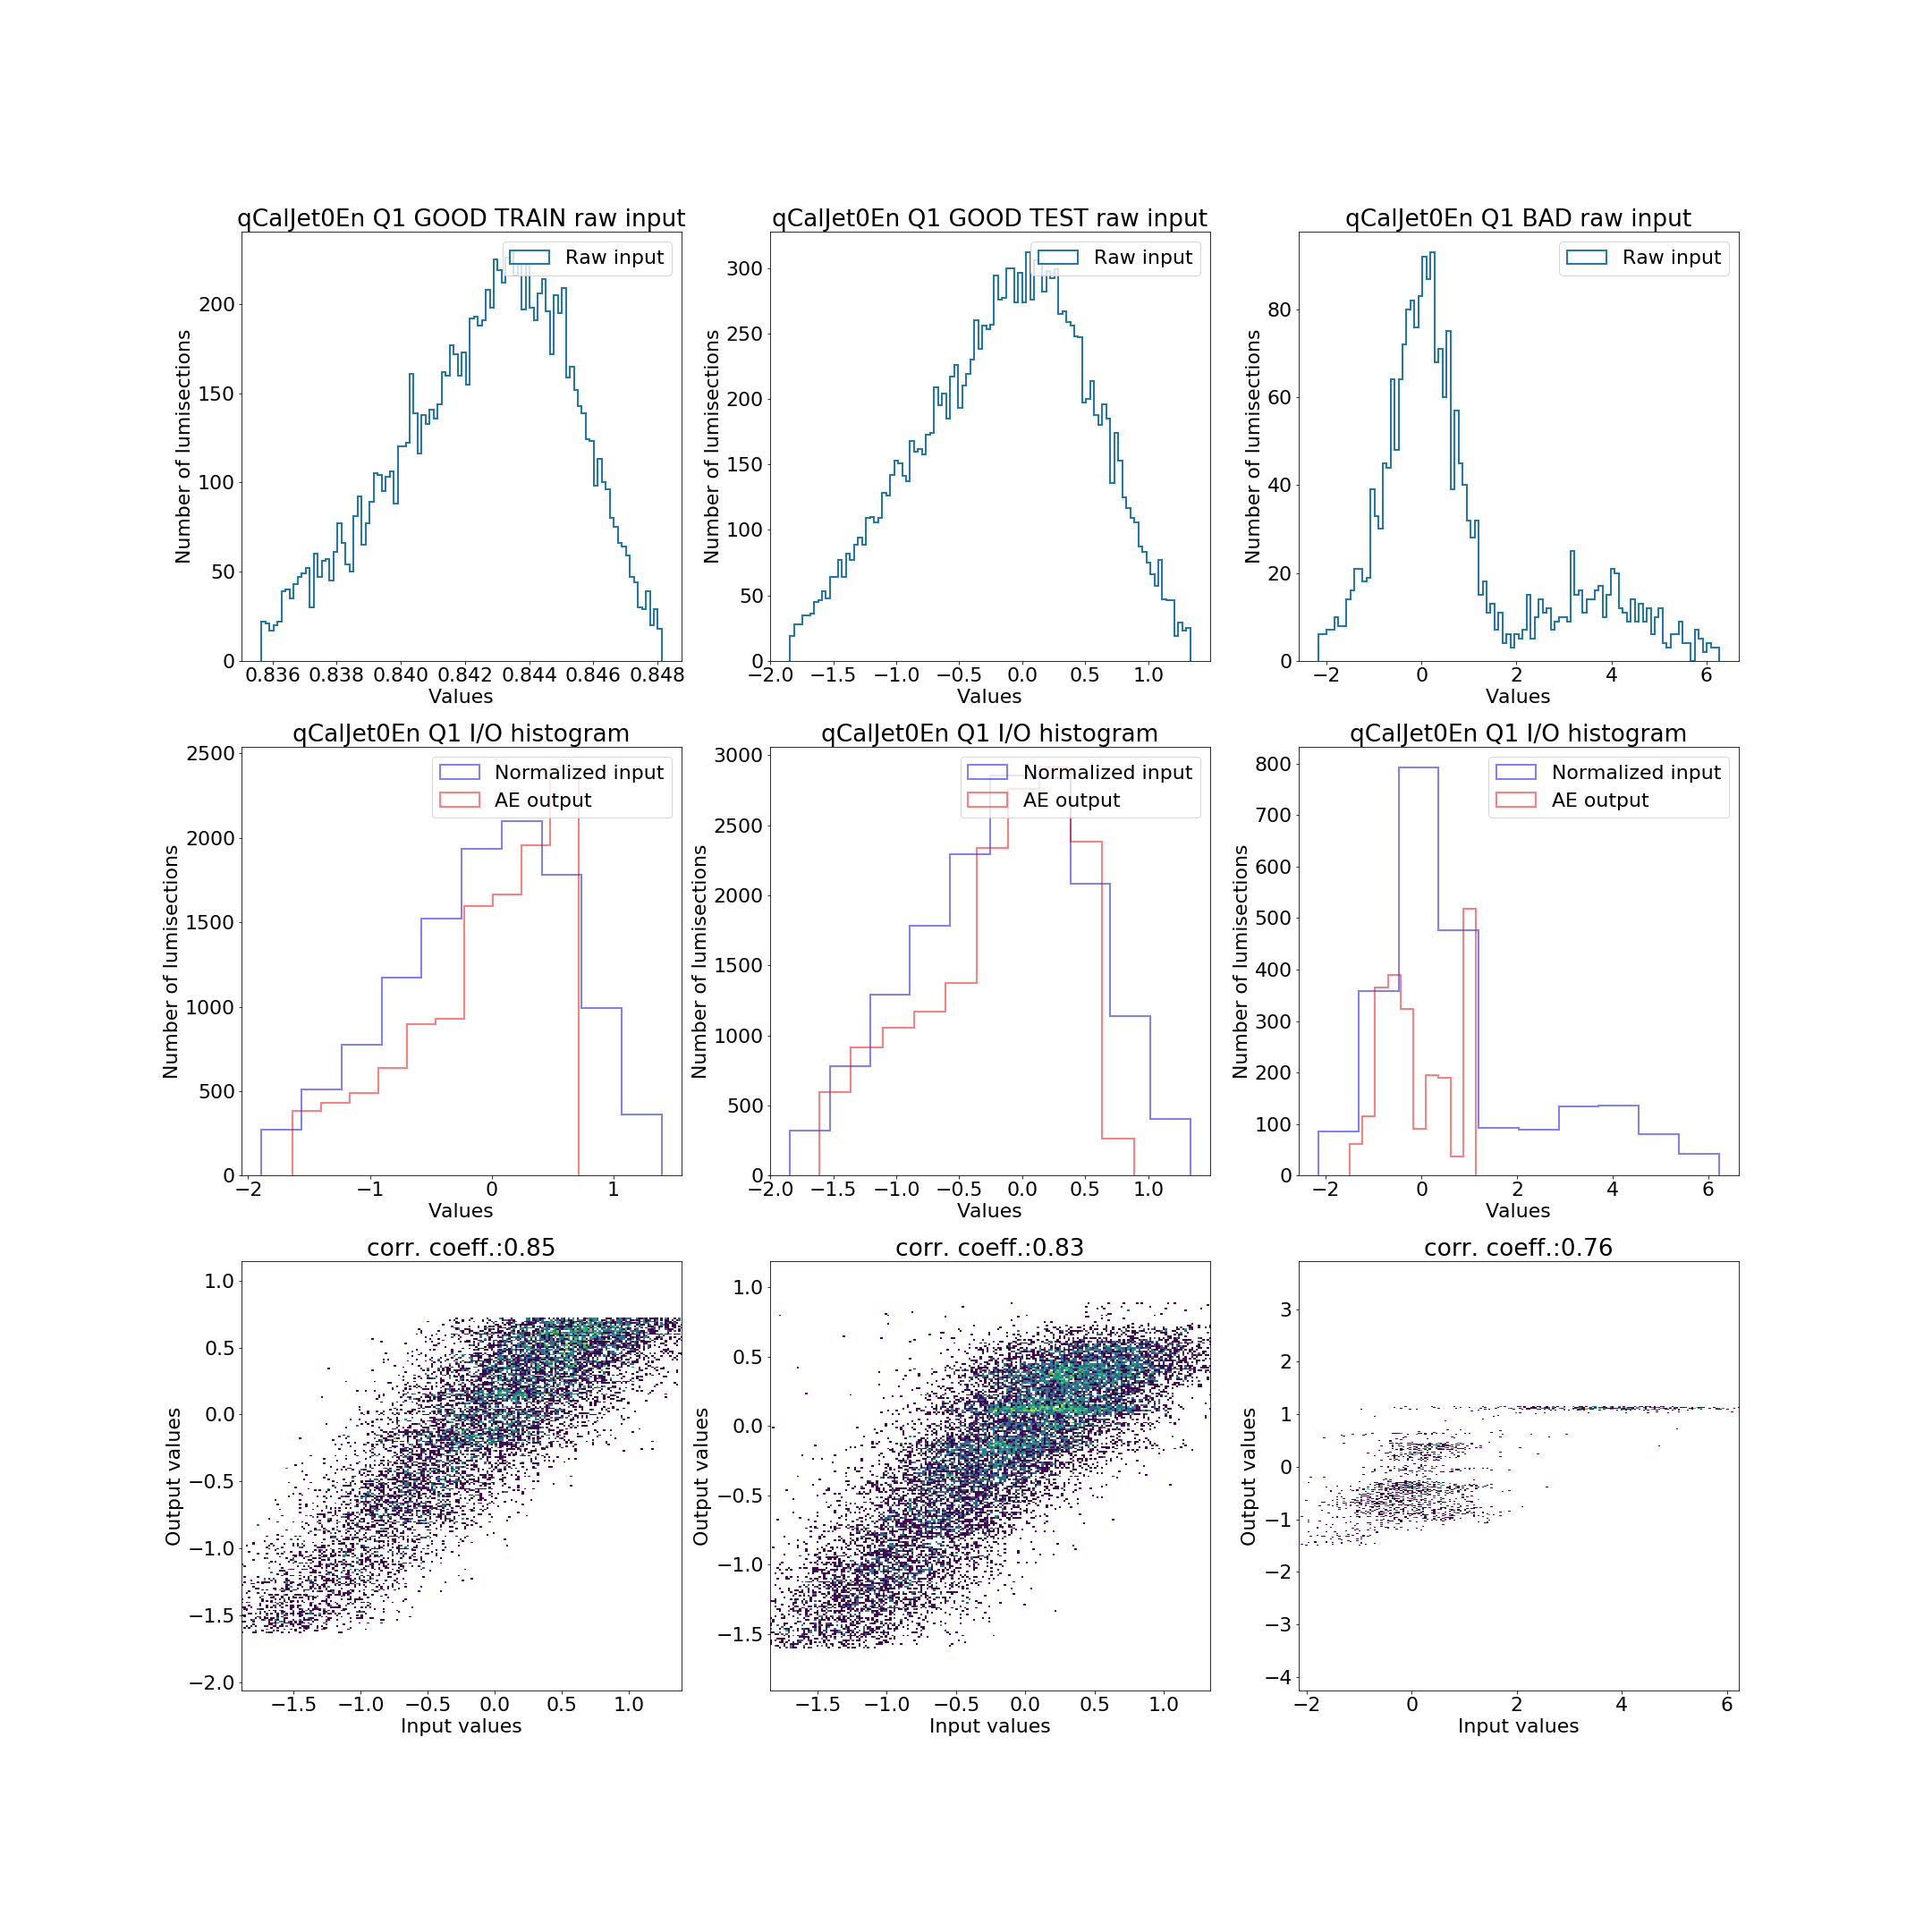 qCalJet0En Q1 GOOD TRAIN raw input
Raw input
Number of lumisections
200
150
100
50
0
0.836 0.838 0.840 0.842 0.844 0.846 0.848
Values
qCalJet0En Q1 GOOD TEST raw input
Raw input
Number of lumisections
300
250
200
150
100
50
0
−2.0 −1.5 −1.0 −0.5 0.0 0.5 1.0
Values
qCalJet0En Q1 BAD raw input
Raw input
Number of lumisections
80
60
40
20
0
−2 0 2 4 6
Values
qCalJet0En Q1 I/O histogram
Normalized input
AE output
Number of lumisections
2500
2000
1500
1000
500
0
−2 −1 0 1
Values
qCalJet0En Q1 I/O histogram
Normalized input
AE output
Number of lumisections
3000
2500
2000
1500
1000
500
0
−2.0 −1.5 −1.0 −0.5 0.0 0.5 1.0
Values
qCalJet0En Q1 I/O histogram
Normalized input
AE output
Number of lumisections
800
700
600
500
400
300
200
100
0
−2 0 2 4 6
Values
corr. coeff.:0.85
Output values
1.0
0.5
0.0
−0.5
−1.0
−1.5
−2.0
−1.5 −1.0 −0.5 0.0 0.5 1.0
Input values
corr. coeff.:0.83
Output values
1.0
0.5
0.0
−0.5
−1.0
−1.5
−1.5 −1.0 −0.5 0.0 0.5 1.0
Input values
corr. coeff.:0.76
Output values
3
2
1
0
−1
−2
−3
−4
−2 0 2 4 6
Input values